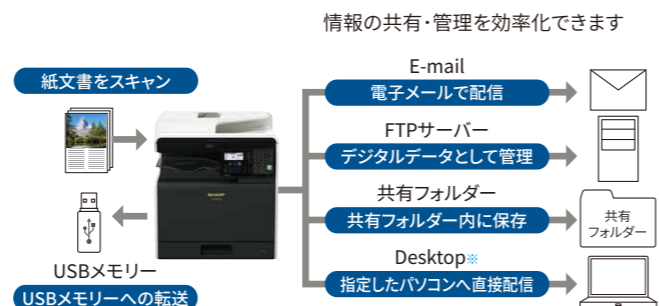 情報の共有・管理を効率化できます
紙文書をスキャン
E-mail
電子メールで配信
FTPサーバー
デジタルデータとして管理
共有フォルダー
共有フォルダー内に保存
共有
フォルダー
Desktop※
指定したパソコンへ直接配信
USBメモリー
USBメモリーへの転送
SHARP